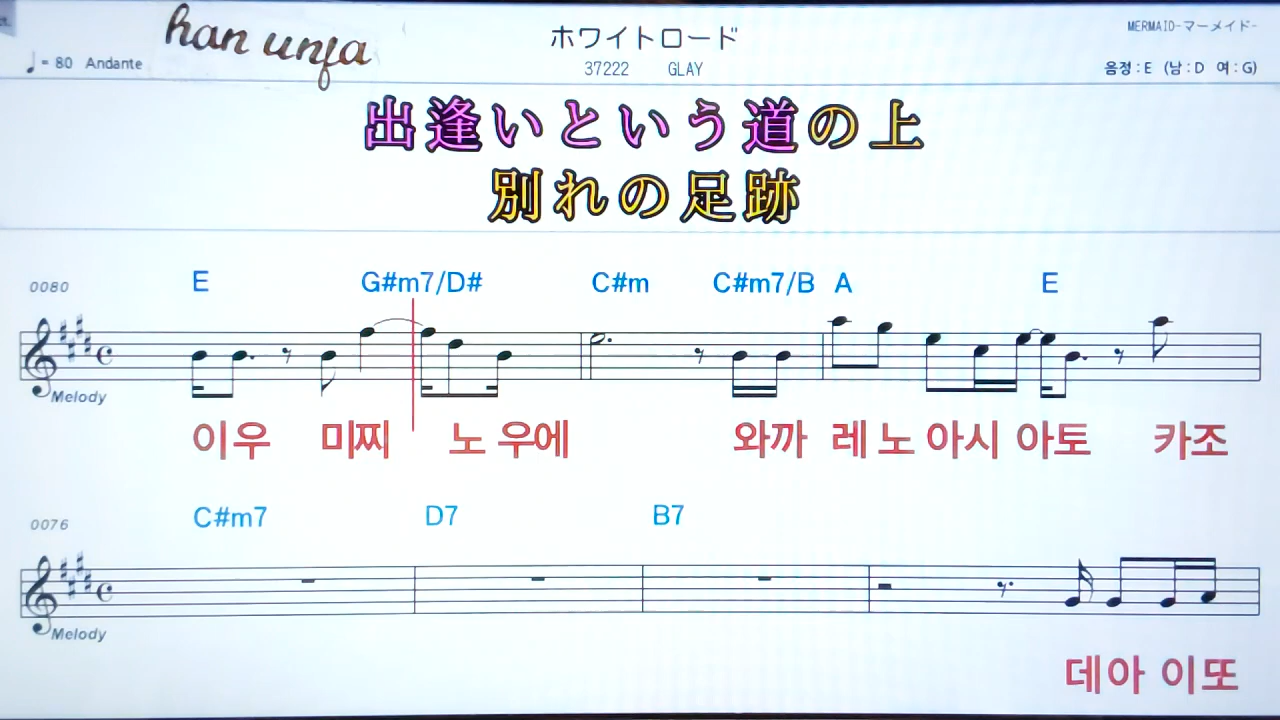 han unfa
ホワイトロード
MERMAID-マーメイド-
♩= 80 Andante
37222 GLAY
음정 : E (남 : D 여 : G)
出逢いという道の上
別れの足跡
0080
E G#m7/D# C#m C#m7/B A E
Melody
이우 미찌 노 우에 와까 레 노 아시 아토 카조
0076
C#m7 D7 B7
Melody
데아 이또